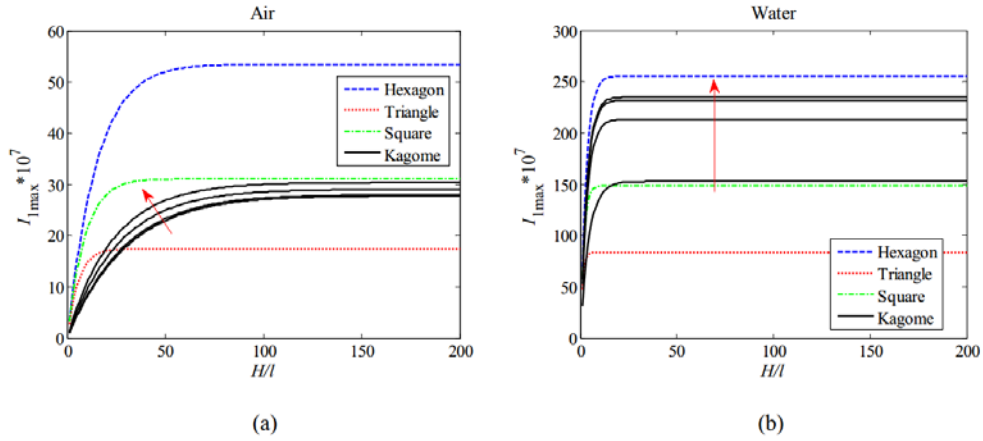 Air
I1max*10^7
60
50
40
30
20
10
0
0 50 100 150 200
H/l
Hexagon
Triangle
Square
Kagome
(a)
Water
I1max*10^7
300
250
200
150
100
50
0
0 50 100 150 200
H/l
Hexagon
Triangle
Square
Kagome
(b)